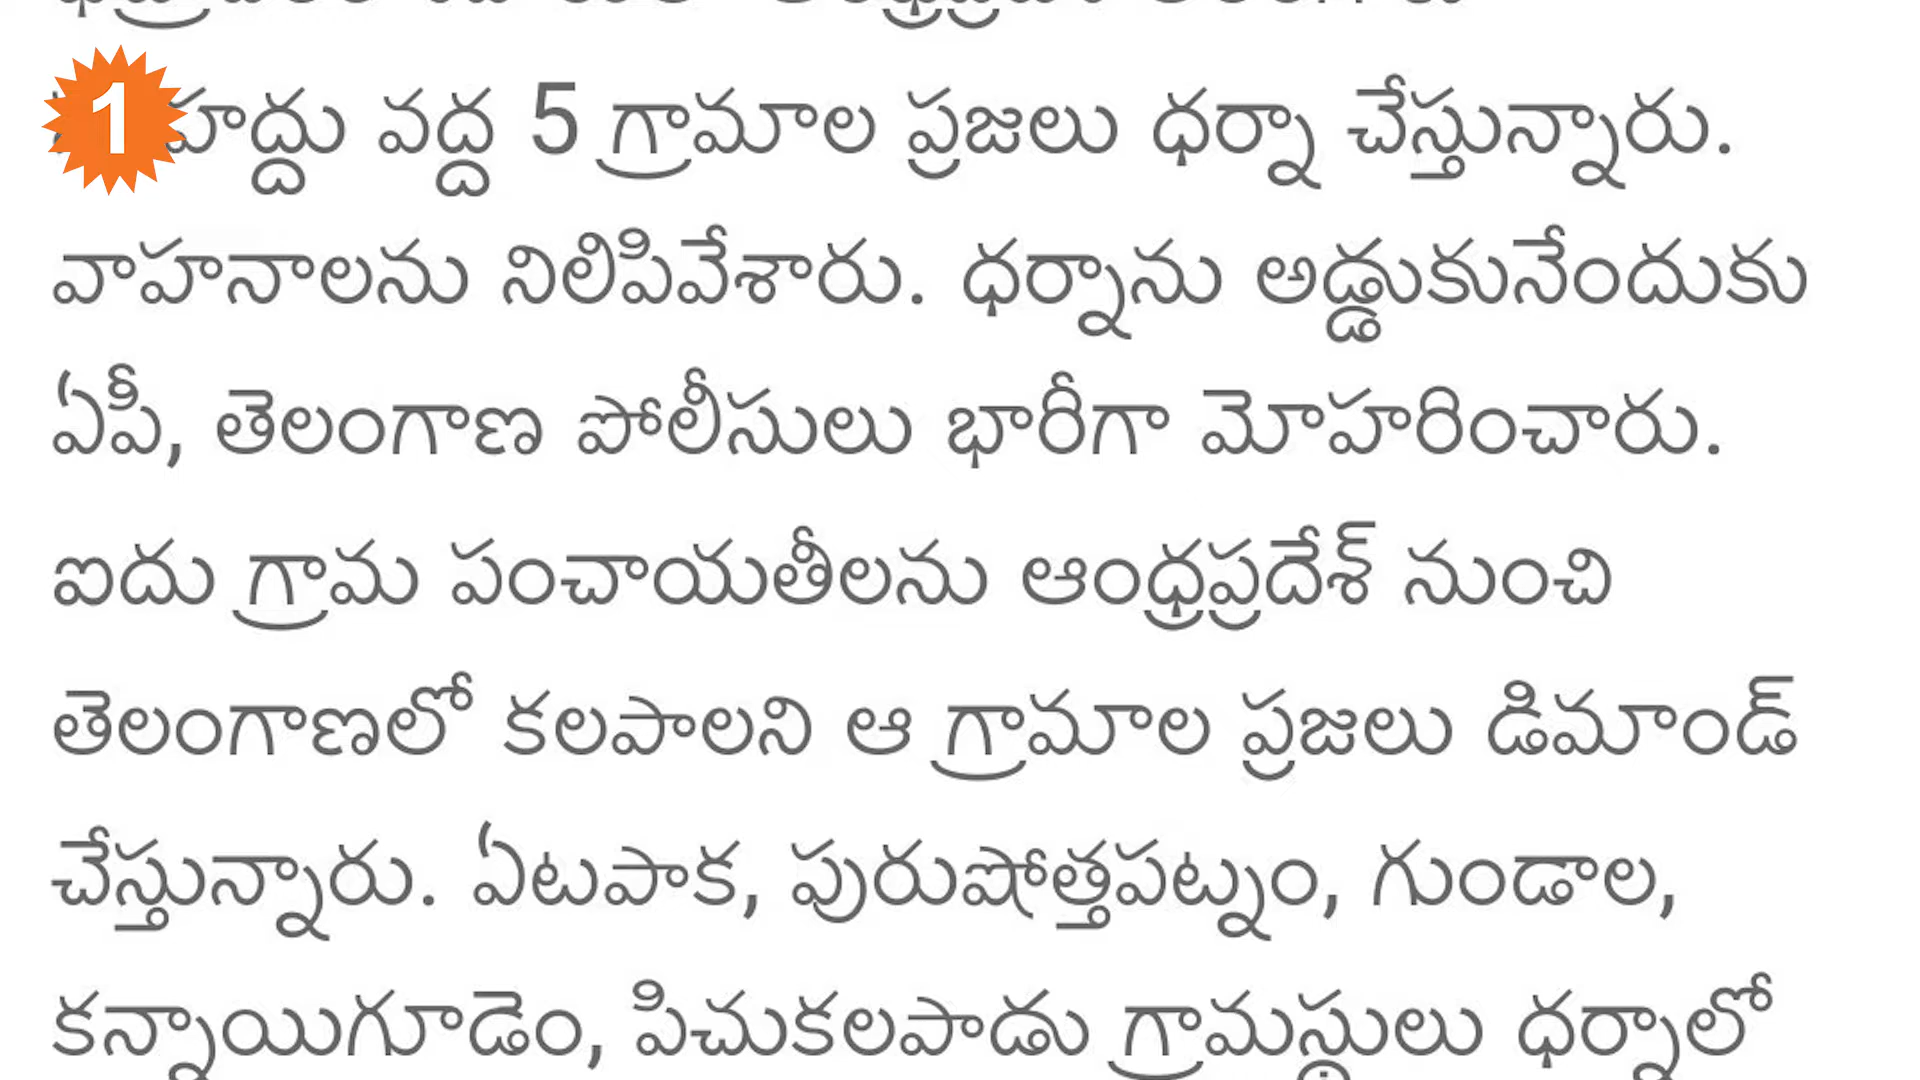 1
హద్దు వద్ద 5 గ్రామాల ప్రజలు ధర్నా చేస్తున్నారు.
వాహనాలను నిలిపివేశారు. ధర్నాను అడ్డుకునేందుకు
ఏపీ, తెలంగాణ పోలీసులు భారీగా మోహరించారు.
ఐదు గ్రామ పంచాయతీలను ఆంధ్రప్రదేశ్ నుంచి
తెలంగాణలో కలపాలని ఆ గ్రామాల ప్రజలు డిమాండ్
చేస్తున్నారు. ఏటపాక, పురుషోత్తపట్నం, గుండాల,
కన్నాయిగూడెం, పిచుకలపాడు గ్రామస్థులు ధర్నాలో